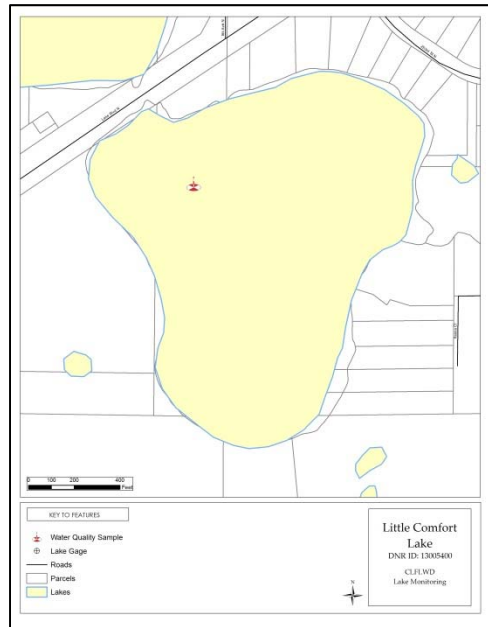 0 100 200 400
Feet
KEY TO FEATURES
Water Quality Sample
Lake Gage
Roads
Parcels
Lakes
N
Little Comfort
Lake
DNR ID: 13005400
CLFLWD
Lake Monitoring